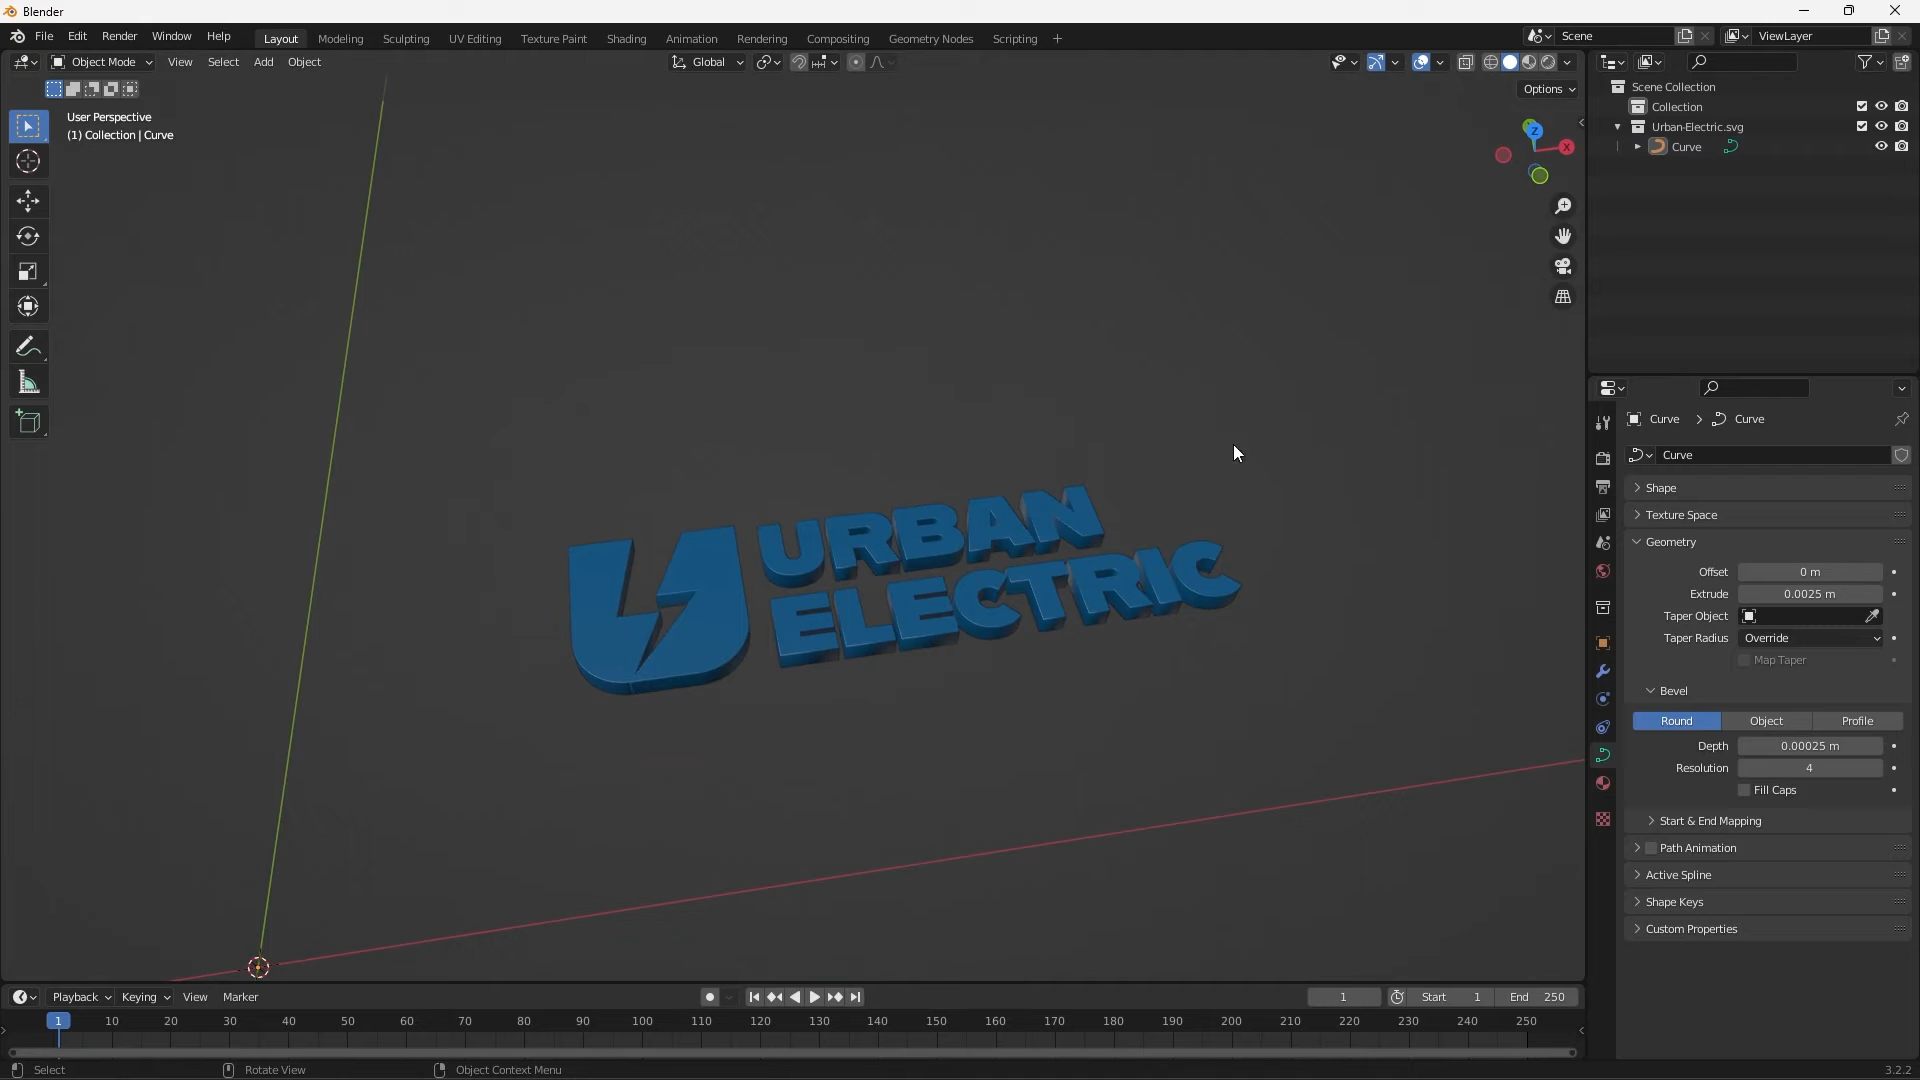 Blender
File Edit Render Window Help
Layout Modeling Sculpting UV Editing Texture Paint Shading Animation Rendering Compositing Geometry Nodes Scripting +
Scene
ViewLayer
Object Mode View Select Add Object
Global
Options
User Perspective
(1) Collection | Curve
Z
X
URBAN
ELECTRIC
Scene Collection
Collection
Urban-Electric.svg
Curve
Curve > Curve
Curve
Shape
Texture Space
Geometry
Offset 0 m
Extrude 0.0025 m
Taper Object
Taper Radius Override
Map Taper
Bevel
Round Object Profile
Depth 0.00025 m
Resolution 4
Fill Caps
Start & End Mapping
Path Animation
Active Spline
Shape Keys
Custom Properties
Playback Keying View Marker
1 Start 1 End 250
1 10 20 30 40 50 60 70 80 90 100 110 120 130 140 150 160 170 180 190 200 210 220 230 240 250
Select Rotate View Object Context Menu
3.2.2